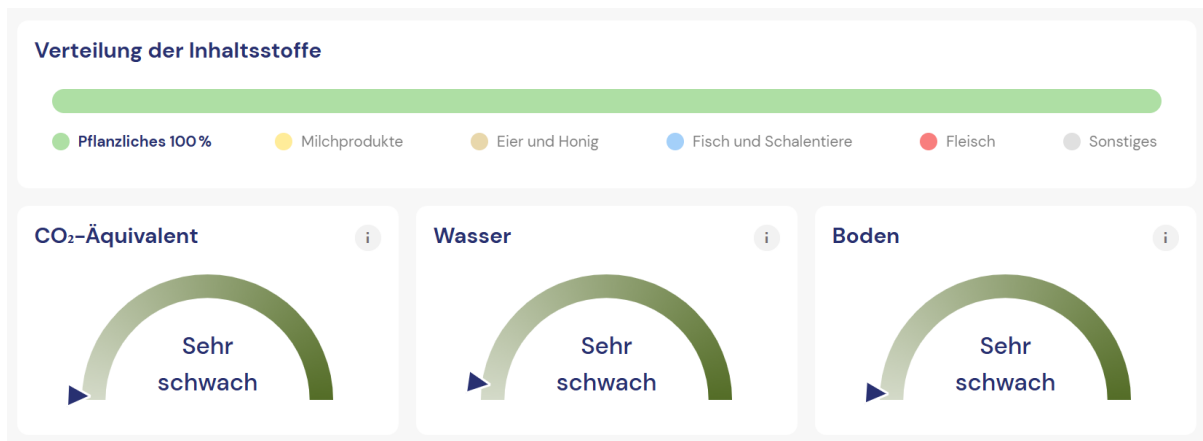 Verteilung der Inhaltsstoffe
Pflanzliches 100 % Milchprodukte Eier und Honig Fisch und Schalentiere Fleisch Sonstiges
CO₂-Äquivalent i Wasser i Boden i
Sehr schwach
Sehr schwach
Sehr schwach